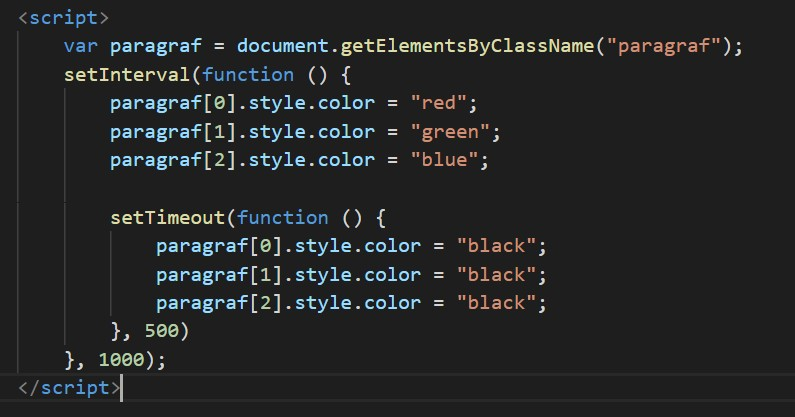 <script>
    var paragraf = document.getElementsByClassName("paragraf");
    setInterval(function () {
        paragraf[0].style.color = "red";
        paragraf[1].style.color = "green";
        paragraf[2].style.color = "blue";

        setTimeout(function () {
            paragraf[0].style.color = "black";
            paragraf[1].style.color = "black";
            paragraf[2].style.color = "black";
        }, 500)
    }, 1000);
</script>